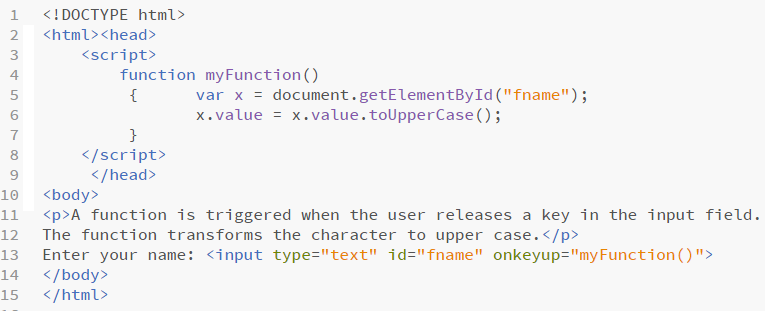 1 <!DOCTYPE html>
2 <html><head>
3 <script>
4 function myFunction()
5 { var x = document.getElementById("fname");
6 x.value = x.value.toUpperCase();
7 }
8 </script>
9 </head>
10 <body>
11 <p>A function is triggered when the user releases a key in the input field.
12 The function transforms the character to upper case.</p>
13 Enter your name: <input type="text" id="fname" onkeyup="myFunction()">
14 </body>
15 </html>